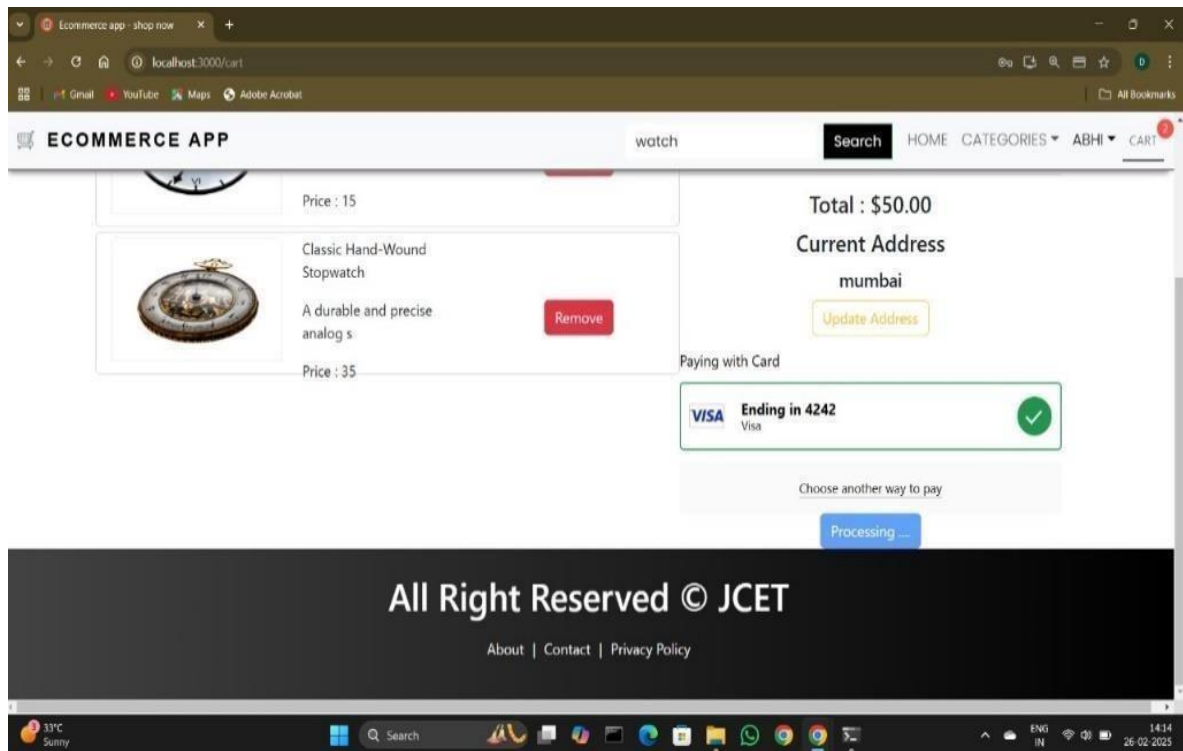 Ecommerce app - shop now
localhost:3000/cart
Gmail YouTube Maps Adobe Acrobat All Bookmarks
ECOMMERCE APP watch Search HOME CATEGORIES ABHI CART 2
VI
Price : 15
Classic Hand-Wound
Stopwatch
A durable and precise
analog s
Price : 35
Remove
Total : $50.00
Current Address
mumbai
Update Address
Paying with Card
VISA Ending in 4242
Visa
Choose another way to pay
Processing ....
All Right Reserved © JCET
About | Contact | Privacy Policy
33°C
Sunny
Search
ENG
IN
14:14
26-02-2025